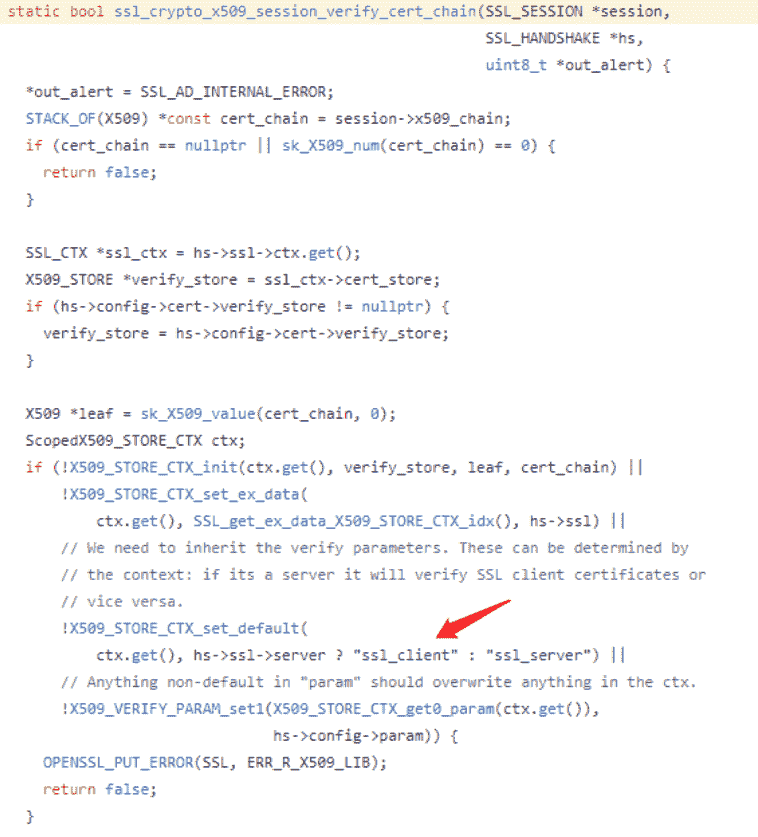 static bool ssl_crypto_x509_session_verify_cert_chain(SSL_SESSION *session,
SSL_HANDSHAKE *hs,
uint8_t *out_alert) {
*out_alert = SSL_AD_INTERNAL_ERROR;
STACK_OF(X509) *const cert_chain = session->x509_chain;
if (cert_chain == nullptr || sk_X509_num(cert_chain) == 0) {
return false;
}
SSL_CTX *ssl_ctx = hs->ssl->ctx.get();
X509_STORE *verify_store = ssl_ctx->cert_store;
if (hs->config->cert->verify_store != nullptr) {
verify_store = hs->config->cert->verify_store;
}
X509 *leaf = sk_X509_value(cert_chain, 0);
ScopedX509_STORE_CTX ctx;
if (!X509_STORE_CTX_init(ctx.get(), verify_store, leaf, cert_chain) ||
!X509_STORE_CTX_set_ex_data(
ctx.get(), SSL_get_ex_data_X509_STORE_CTX_idx(), hs->ssl) ||
// We need to inherit the verify parameters. These can be determined by
// the context: if its a server it will verify SSL client certificates or
// vice versa.
!X509_STORE_CTX_set_default(
ctx.get(), hs->ssl->server ? "ssl_client" : "ssl_server") ||
// Anything non-default in "param" should overwrite anything in the ctx.
!X509_VERIFY_PARAM_set1(X509_STORE_CTX_get0_param(ctx.get()),
hs->config->param)) {
OPENSSL_PUT_ERROR(SSL, ERR_R_X509_LIB);
return false;
}